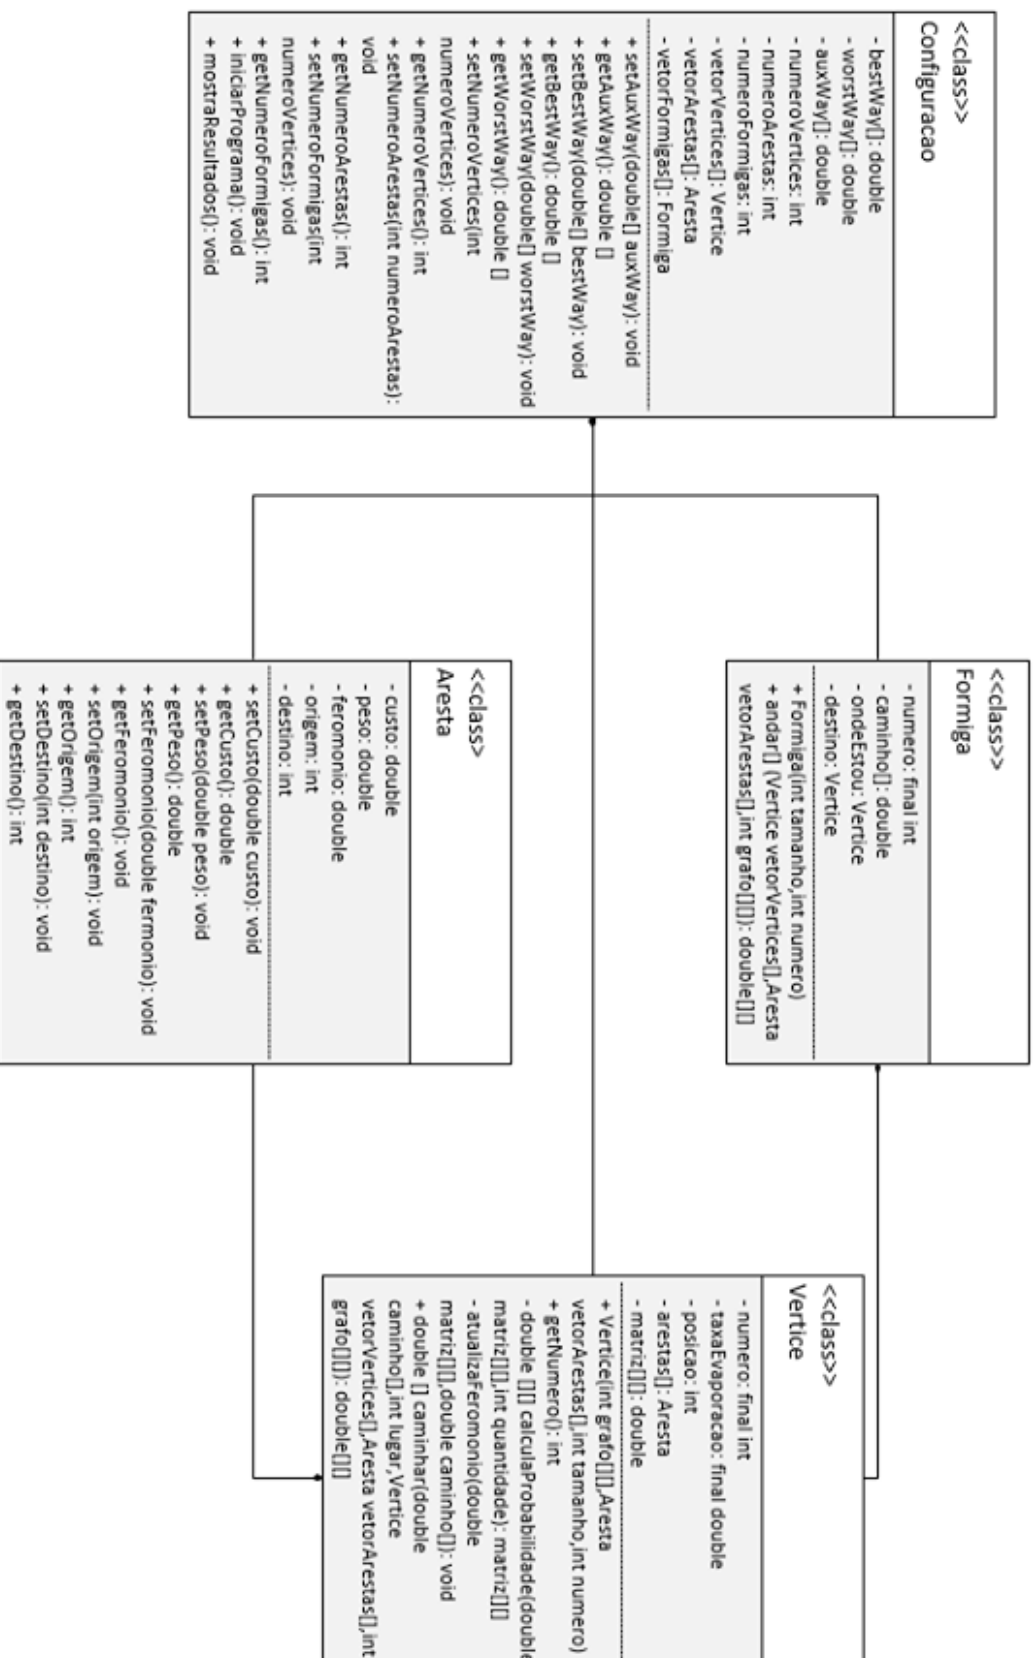 <<class>>
Configuracao
- bestWay[]: double
- worstWay[]: double
- auxWay[]: double
- numeroVertices: int
- numeroArestas: int
- numeroFormigas: int
- vetorVertices[]: Vertice
- vetorArestas[]: Aresta
- vetorFormigas[]: Formiga
+ setAuxWay(double[] auxWay): void
+ getAuxWay(): double []
+ setBestWay(double[] bestWay): void
+ getBestWay(): double []
+ setWorstWay(double[] worstWay): void
+ getWorstWay(): double []
+ setNumeroVertices(int
numeroVertices): void
+ getNumeroVertices(): int
+ setNumeroArestas(int numeroArestas):
void
+ getNumeroArestas(): int
+ setNumeroFormigas(int
numeroVertices): void
+ getNumeroFormigas(): int
+ iniciarPrograma(): void
+ mostraResultados(): void
<<class>>
Formiga
- numero: final int
- caminho[]: double
- ondeEstou: Vertice
- destino: Vertice
+ Formiga(int tamanho,int numero)
+ andar[] (Vertice vetorVertices[],Aresta
vetorArestas[],int grafo[][]): double[][]
<<class>
Aresta
- custo: double
- peso: double
- feromonio: double
- origem: int
- destino: int
+ setCusto(double custo): void
+ getCusto(): double
+ setPeso(double peso): void
+ getPeso(): double
+ setFeromonio(double fermonio): void
+ getFeromonio(): void
+ setOrigem(int origem): void
+ getOrigem(): int
+ setDestino(int destino): void
+ getDestino(): int
<<class>>
Vertice
- numero: final int
- taxaEvaporacao: final double
- posicao: int
- arestas[]: Aresta
- matriz[][]: double
+ Vertice(int grafo[][],Aresta
vetorArestas[],int tamanho,int numero)
+ getNumero(): int
- double [][] calculaProbabilidade(double
matriz[][],int quantidade): matriz[][]
- atualizaFeromonio(double
matriz[][],double caminho[]): void
+ double [] caminhar(double
caminho[],int lugar,Vertice
vetorVertices[],Aresta vetorArestas[],int
grafo[][]): double[][]